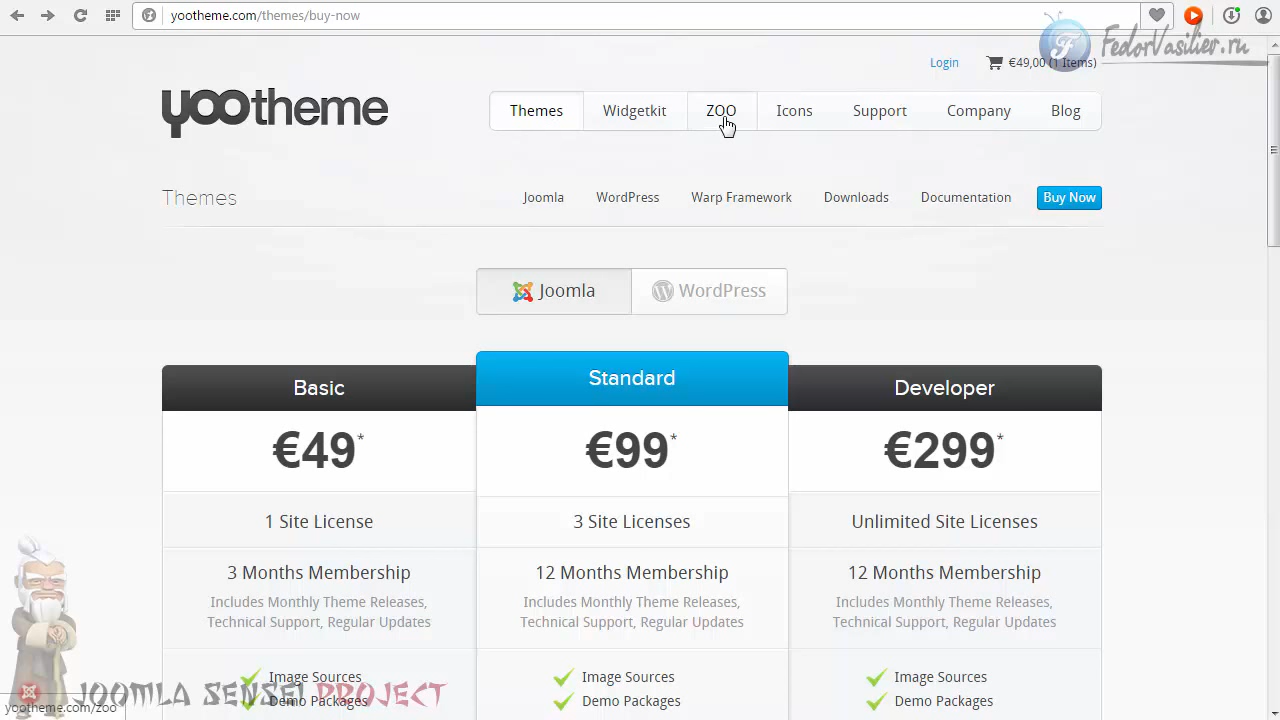 yootheme.com/themes/buy-now
FedorVasiliev.ru
Login
€49,00 (1 Items)
yootheme
Themes
Widgetkit
ZOO
Icons
Support
Company
Blog
Themes
Joomla
WordPress
Warp Framework
Downloads
Documentation
Buy Now
Joomla
WordPress
Basic
Standard
Developer
€49*
€99*
€299*
1 Site License
3 Site Licenses
Unlimited Site Licenses
3 Months Membership
Includes Monthly Theme Releases,
Technical Support, Regular Updates
12 Months Membership
Includes Monthly Theme Releases,
Technical Support, Regular Updates
12 Months Membership
Includes Monthly Theme Releases,
Technical Support, Regular Updates
Image Sources
Demo Packages
Image Sources
Demo Packages
Image Sources
Demo Packages
JOOMLA SENSEI PROJECT
yootheme.com/zoo